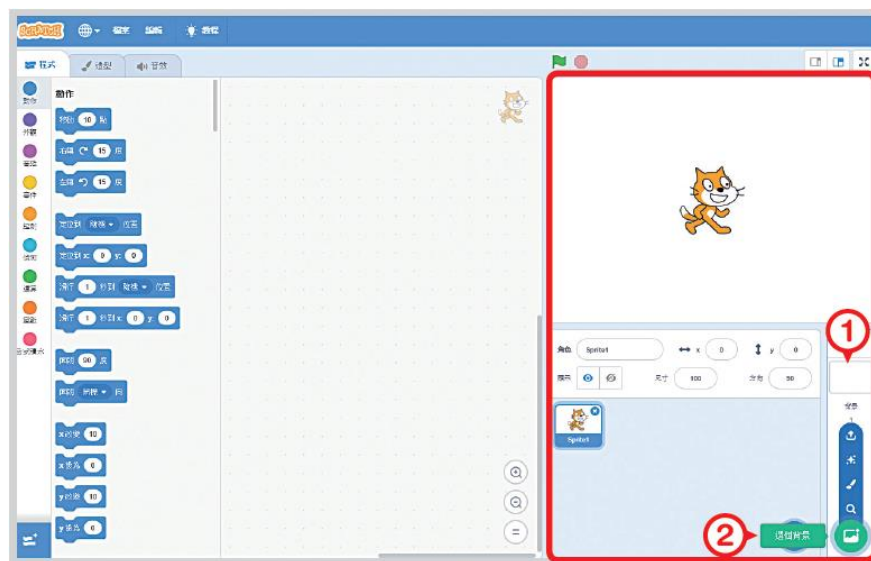 SCRATCH 檔案 編輯 教程
程式 造型 音效
動作
動作
外觀
音效
事件
控制
偵測
運算
變數
函式積木
移動 10 點
右轉 15 度
左轉 15 度
定位到 隨機 位置
定位到 x: 0 y: 0
滑行 1 秒到 隨機 位置
滑行 1 秒到 x: 0 y: 0
面朝 90 度
面朝 鼠標 向
x 改變 10
x 設為 0
y 改變 10
y 設為 0
角色 Sprite1 x 0 y 0
顯示 尺寸 100 方向 90
Sprite1
背景
1
選個背景
1
2